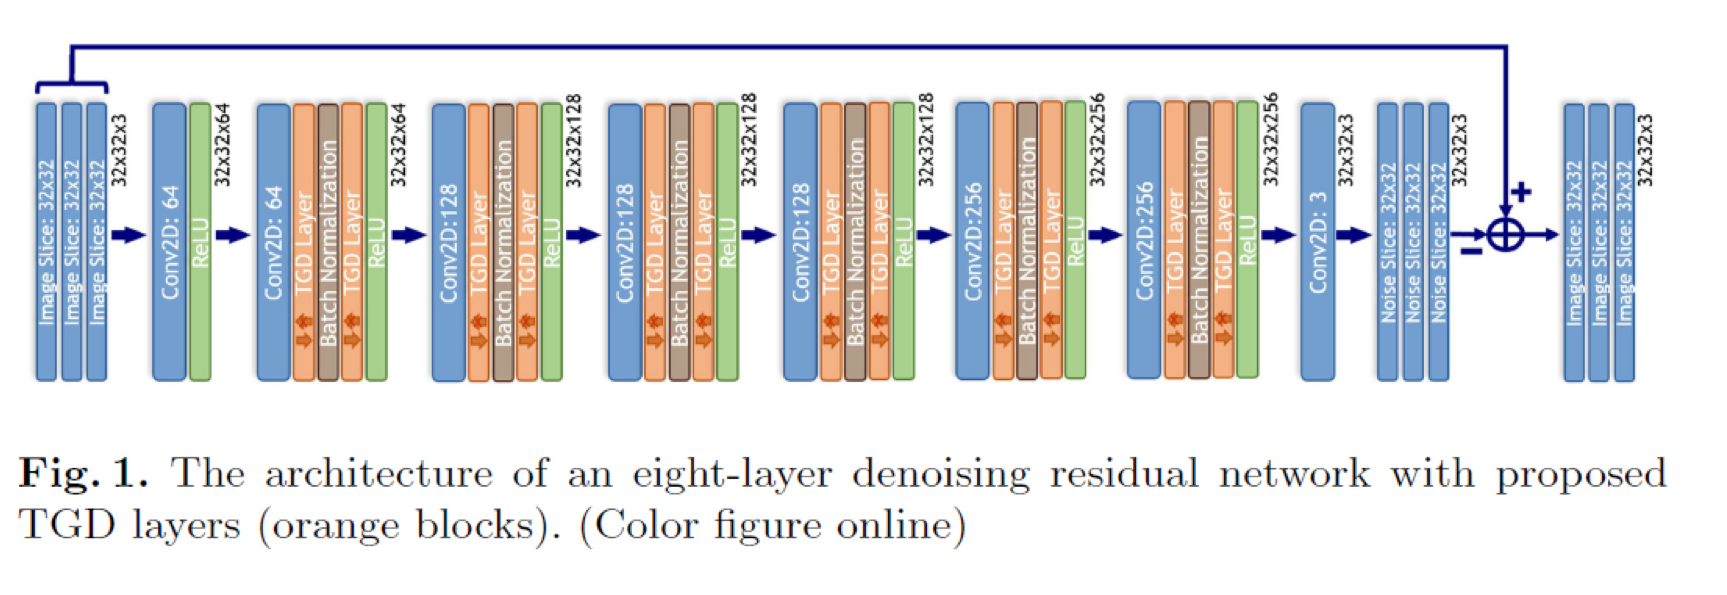 Image Slice: 32x32
Image Slice: 32x32
Image Slice: 32x32
32x32x3
Conv2D: 64
ReLU
32x32x64
Conv2D: 64
TGD Layer
Batch Normalization
TGD Layer
ReLU
32x32x64
Conv2D:128
TGD Layer
Batch Normalization
TGD Layer
ReLU
32x32x128
Conv2D:128
TGD Layer
Batch Normalization
TGD Layer
ReLU
32x32x128
Conv2D:128
TGD Layer
Batch Normalization
TGD Layer
ReLU
32x32x128
Conv2D:256
TGD Layer
Batch Normalization
TGD Layer
ReLU
32x32x256
Conv2D:256
TGD Layer
Batch Normalization
TGD Layer
ReLU
32x32x256
Conv2D: 3
32x32x3
Noise Slice: 32x32
Noise Slice: 32x32
Noise Slice: 32x32
32x32x3
+
−
Image Slice: 32x32
Image Slice: 32x32
Image Slice: 32x32
32x32x3
Fig. 1. The architecture of an eight-layer denoising residual network with proposed
TGD layers (orange blocks). (Color figure online)